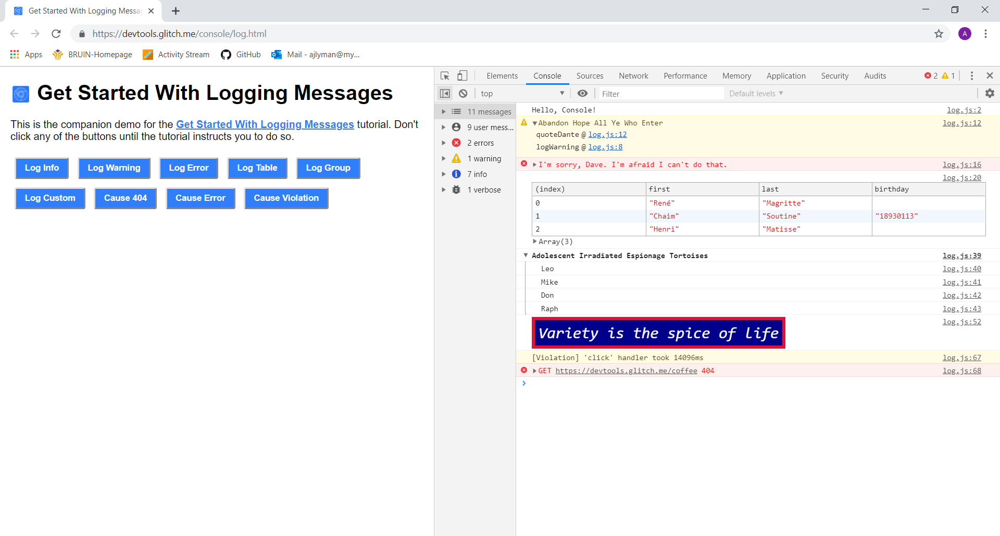 Get Started With Logging Messa
https://devtools.glitch.me/console/log.html
A
Apps BRUIN-Homepage Activity Stream GitHub Mail - ajlyman@my...
Get Started With Logging Messages
This is the companion demo for the Get Started With Logging Messages tutorial. Don't
click any of the buttons until the tutorial instructs you to do so.
Log Info Log Warning Log Error Log Table Log Group
Log Custom Cause 404 Cause Error Cause Violation
Elements Console Sources Network Performance Memory Application Security Audits 2 1
top Filter Default levels
11 messages
9 user mess...
2 errors
1 warning
7 info
1 verbose
Hello, Console! log.js:2
Abandon Hope All Ye Who Enter log.js:12
quoteDante @ log.js:12
logWarning @ log.js:8
I'm sorry, Dave. I'm afraid I can't do that. log.js:16
log.js:20
(index) first last birthday
0 "René" "Magritte"
1 "Chaim" "Soutine" "18930113"
2 "Henri" "Matisse"
Array(3)
Adolescent Irradiated Espionage Tortoises log.js:39
Leo log.js:40
Mike log.js:41
Don log.js:42
Raph log.js:43
Variety is the spice of life log.js:52
[Violation] 'click' handler took 14096ms log.js:67
GET https://devtools.glitch.me/coffee 404 log.js:68